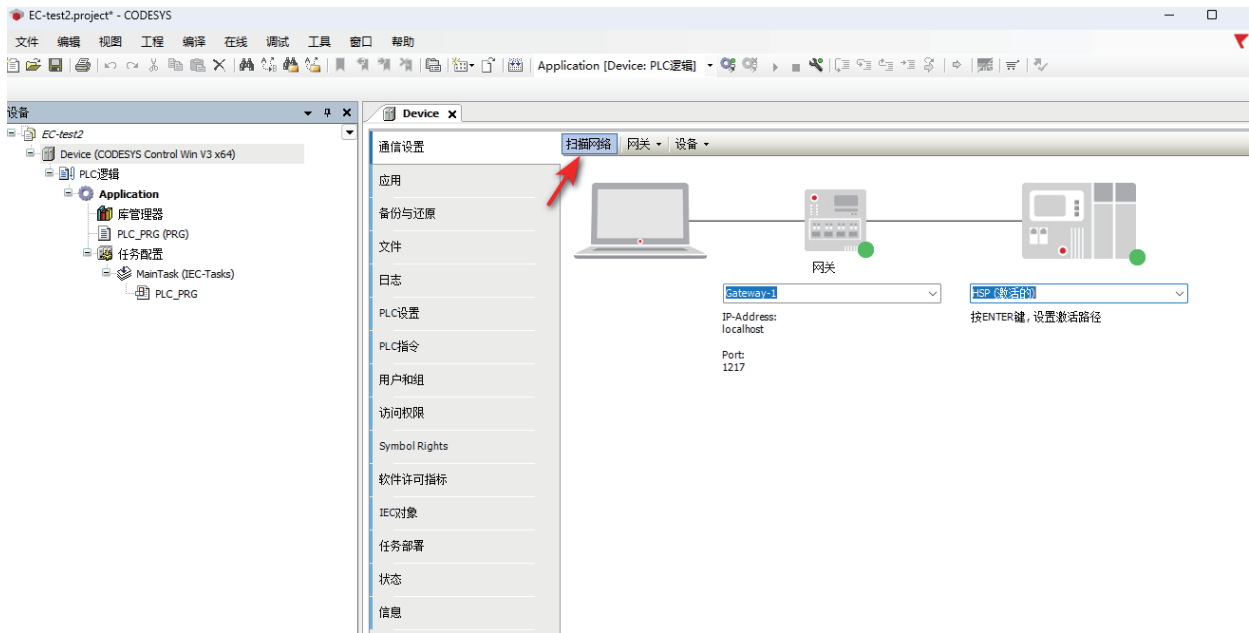 EC-test2.project* - CODESYS
文件 编辑 视图 工程 编译 在线 调试 工具 窗口 帮助
Application [Device: PLC逻辑]
设备
EC-test2
Device (CODESYS Control Win V3 x64)
PLC逻辑
Application
库管理器
PLC_PRG (PRG)
任务配置
MainTask (IEC-Tasks)
PLC_PRG
Device
通信设置
应用
备份与还原
文件
日志
PLC设置
PLC指令
用户和组
访问权限
Symbol Rights
软件许可指标
IEC对象
任务部署
状态
信息
扫描网络 网关 设备
网关
Gateway-1
IP-Address:
localhost
Port:
1217
HSP (激活的)
按ENTER键, 设置激活路径